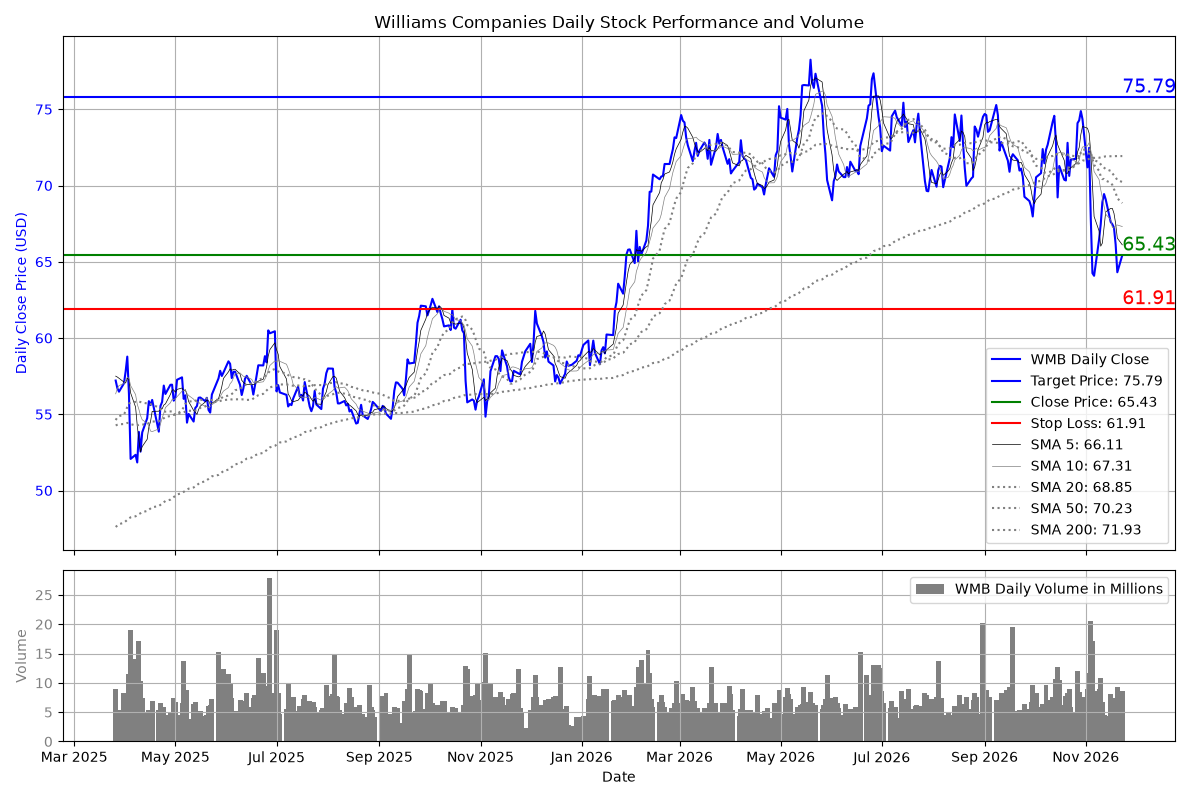 Williams Companies Daily Stock Performance and Volume
Daily Close Price (USD)
75
70
65
60
55
50
75.79
65.43
61.91
WMB Daily Close
Target Price: 75.79
Close Price: 65.43
Stop Loss: 61.91
SMA 5: 66.11
SMA 10: 67.31
SMA 20: 68.85
SMA 50: 70.23
SMA 200: 71.93
Volume
25
20
15
10
5
0
WMB Daily Volume in Millions
Mar 2025
May 2025
Jul 2025
Sep 2025
Nov 2025
Jan 2026
Mar 2026
May 2026
Jul 2026
Sep 2026
Nov 2026
Date